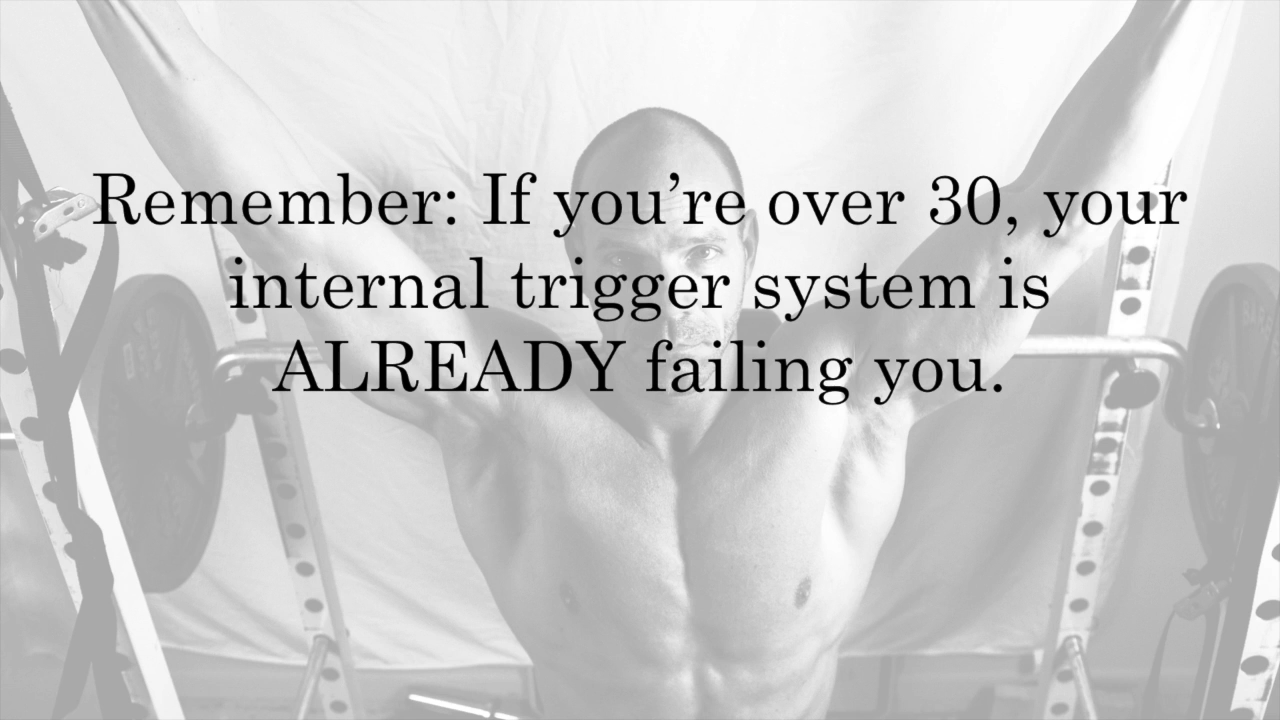 Remember: If you’re over 30, your
internal trigger system is
ALREADY failing you.